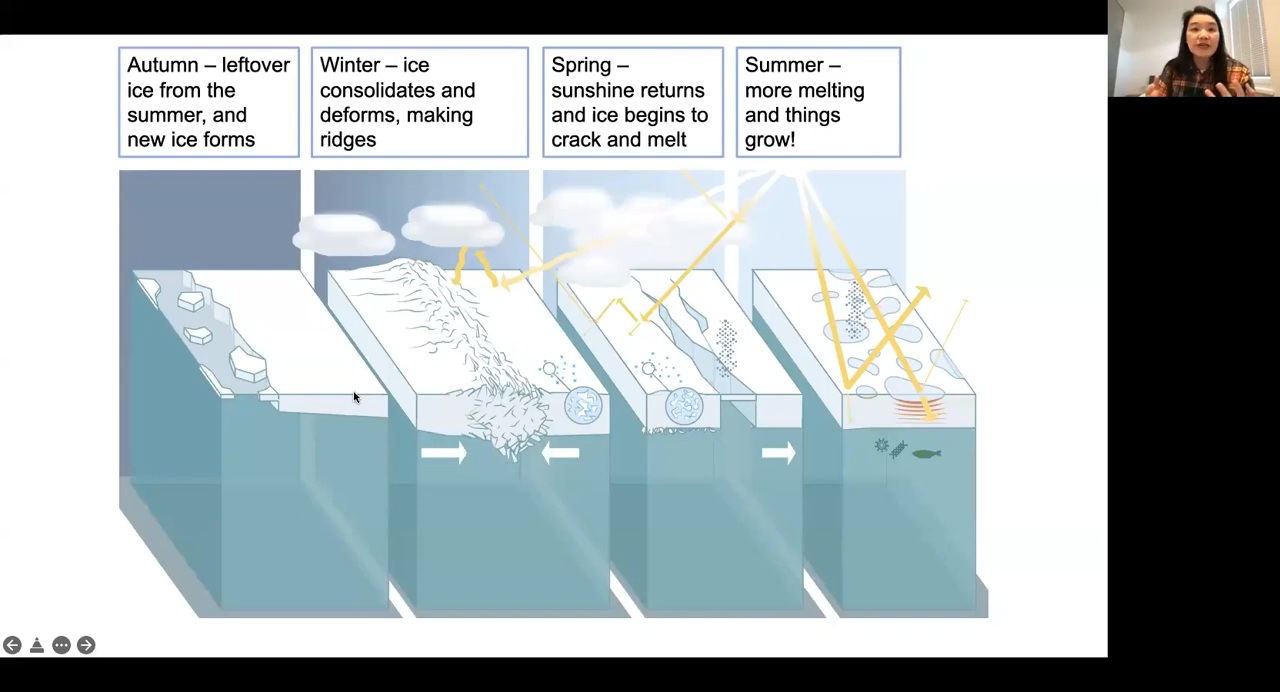 Autumn – leftover
ice from the
summer, and
new ice forms
Winter – ice
consolidates and
deforms, making
ridges
Spring –
sunshine returns
and ice begins to
crack and melt
Summer –
more melting
and things
grow!